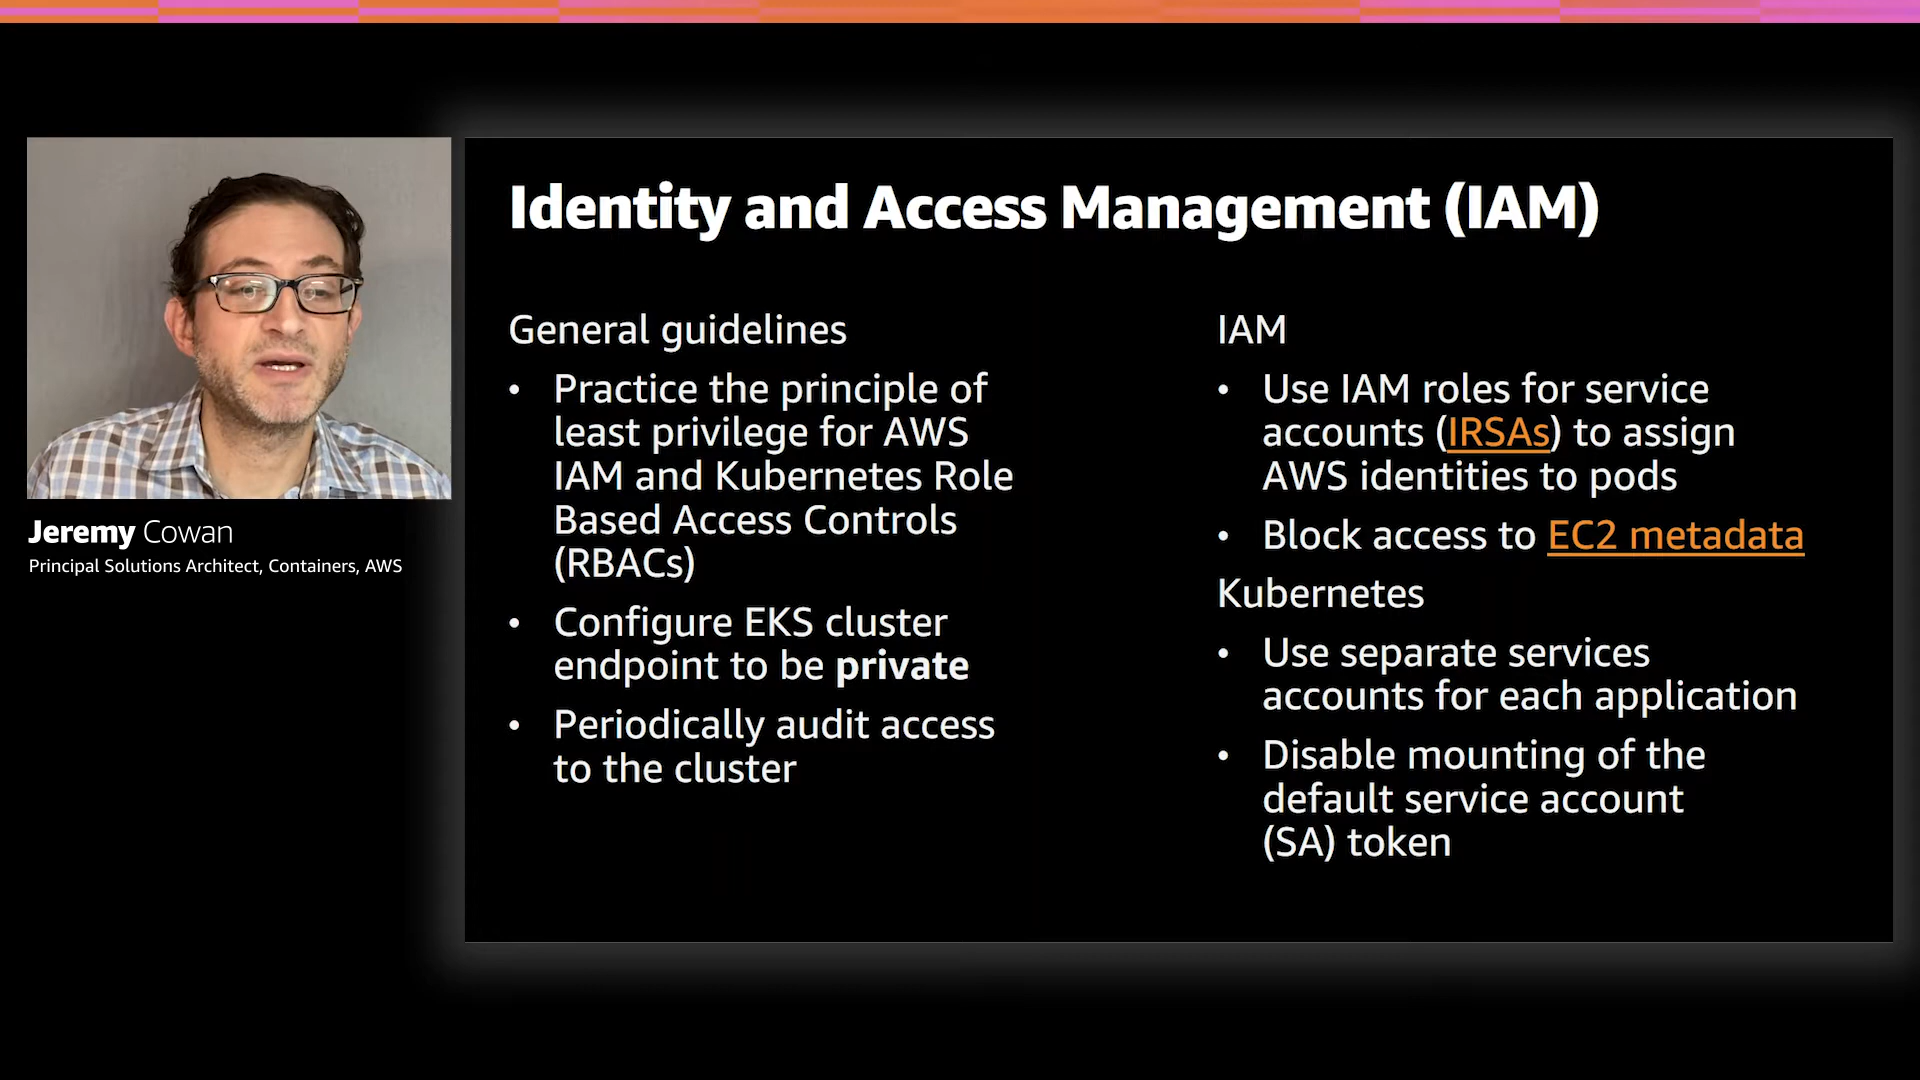 Identity and Access Management (IAM)
General guidelines
• Practice the principle of
least privilege for AWS
IAM and Kubernetes Role
Based Access Controls
(RBACs)
• Configure EKS cluster
endpoint to be private
• Periodically audit access
to the cluster
IAM
• Use IAM roles for service
accounts (IRSAs) to assign
AWS identities to pods
• Block access to EC2 metadata
Kubernetes
• Use separate services
accounts for each application
• Disable mounting of the
default service account
(SA) token
Jeremy Cowan
Principal Solutions Architect, Containers, AWS